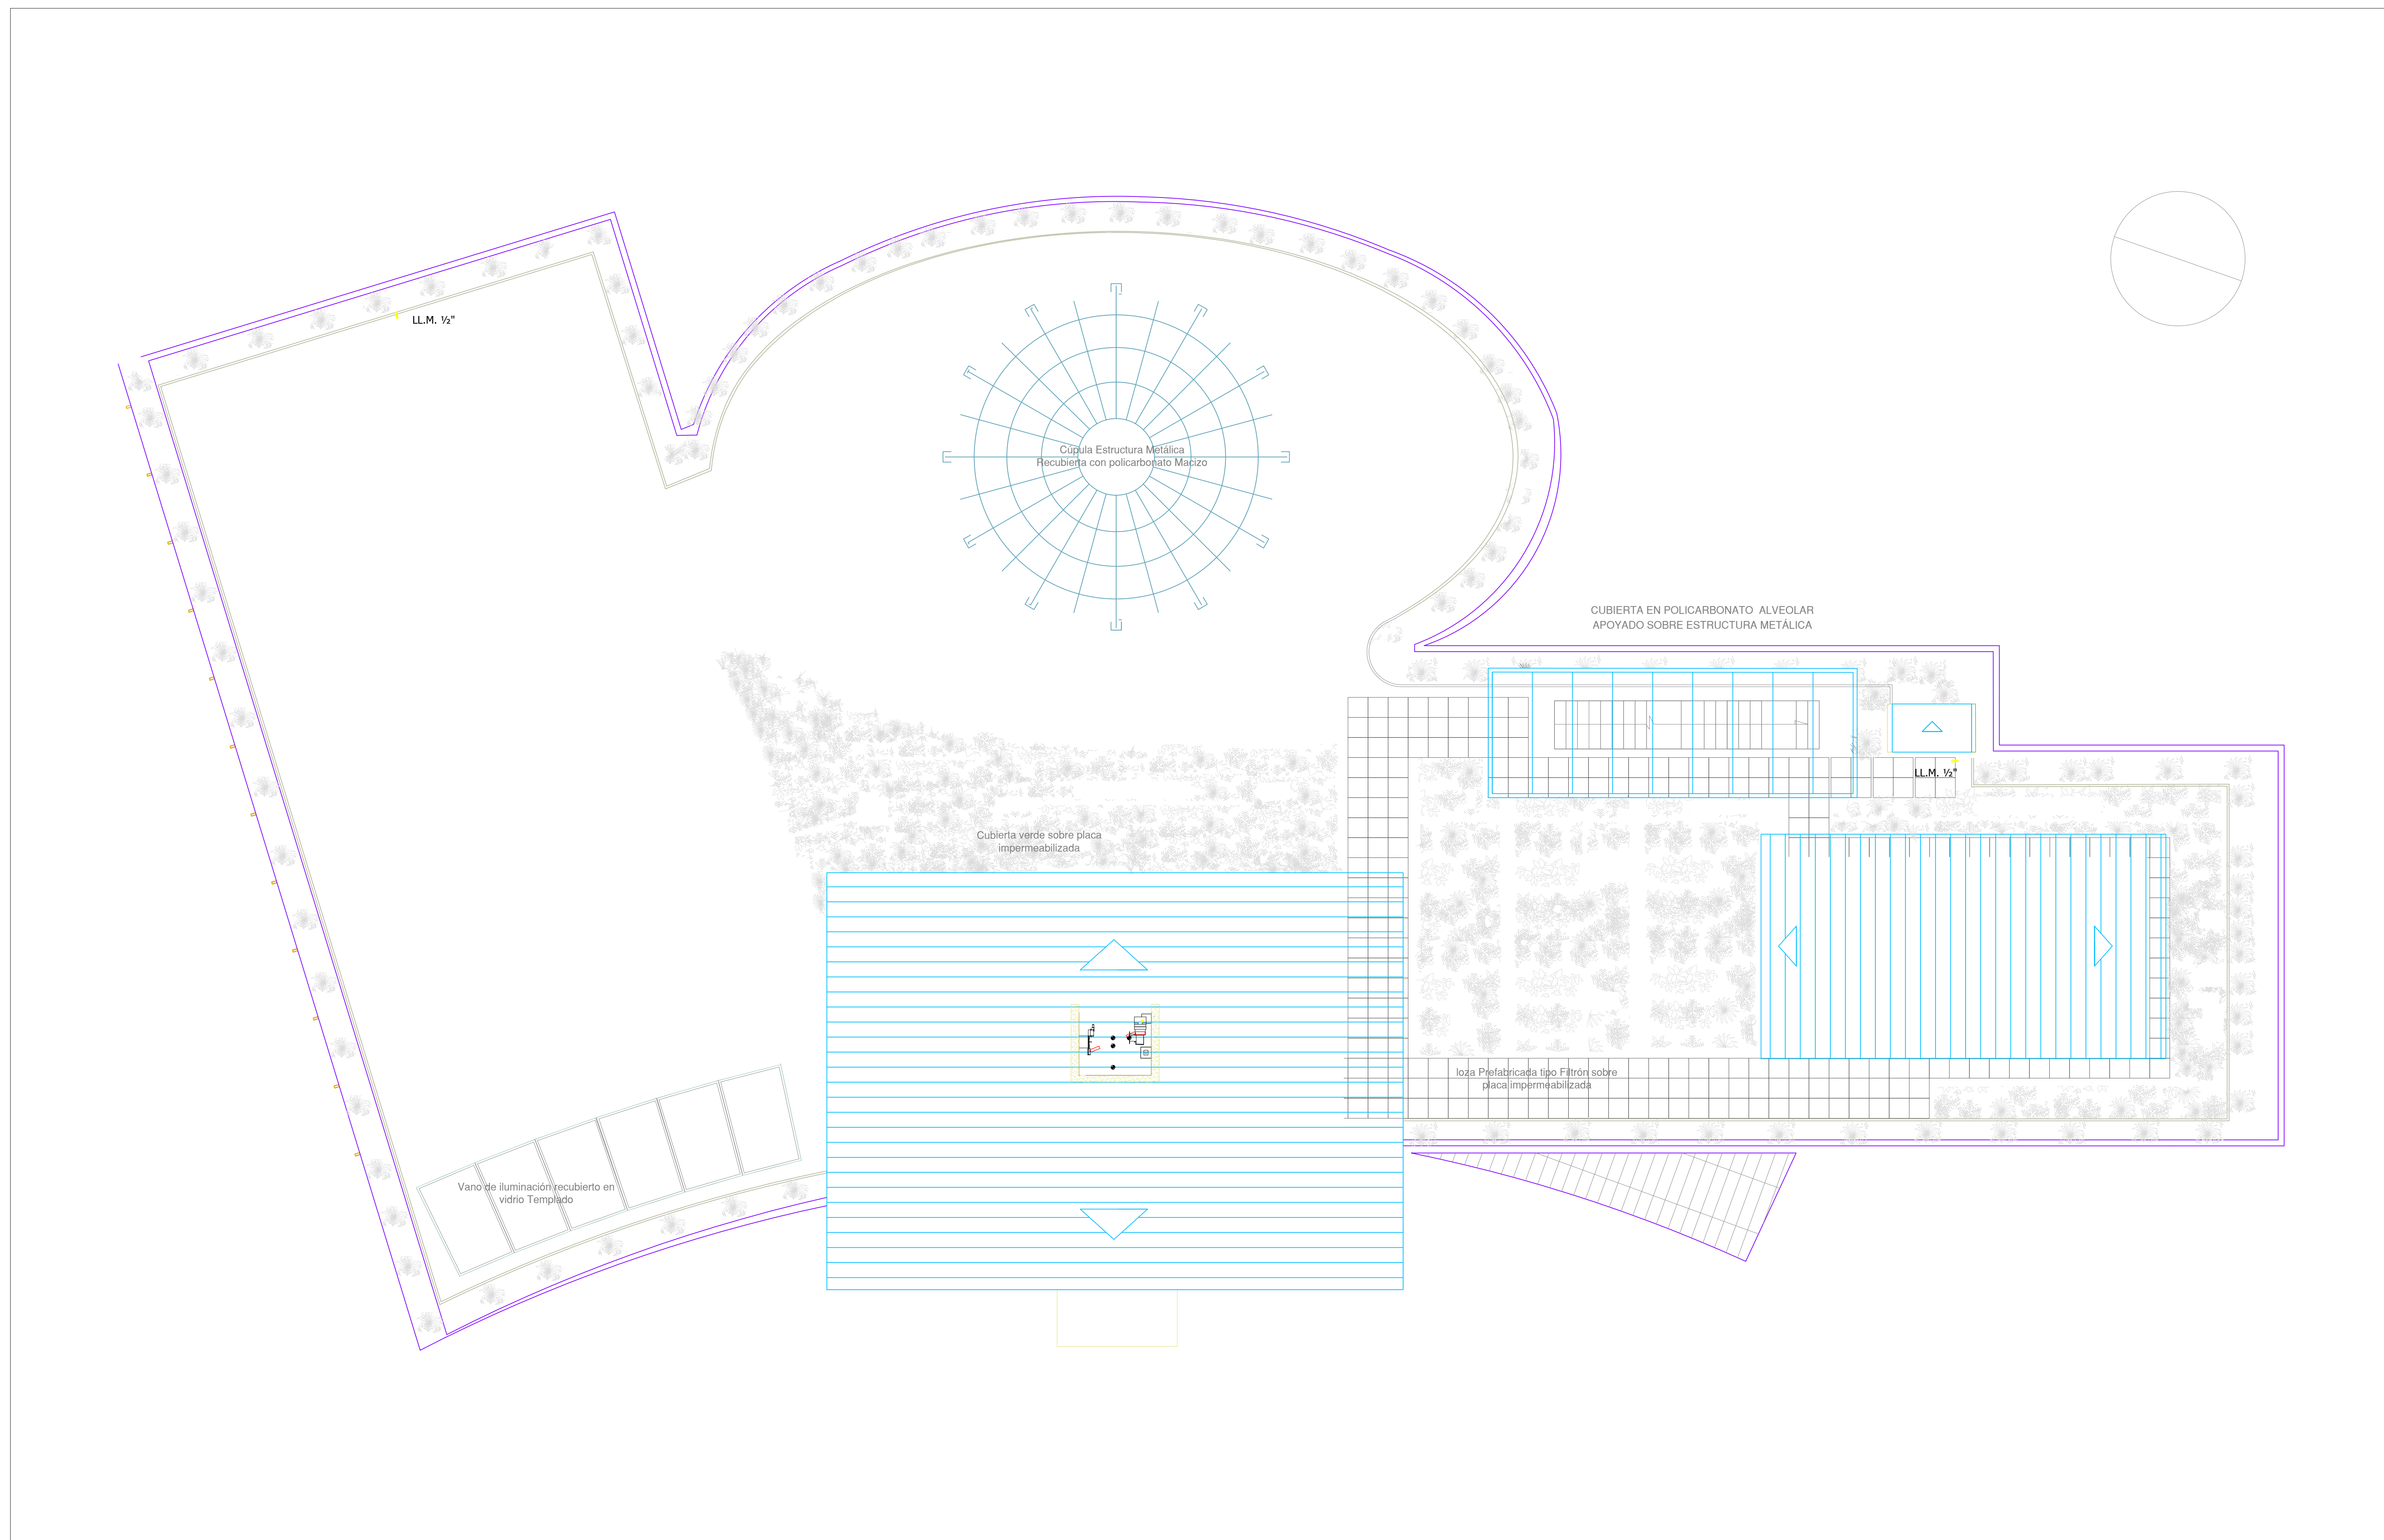 LL.M. ½"
Cúpula Estructura Metálica
Recubierta con policarbonato Macizo
CUBIERTA EN POLICARBONATO ALVEOLAR
APOYADO SOBRE ESTRUCTURA METÁLICA
LL.M. ½"
Cubierta verde sobre placa
impermeabilizada
loza Prefabricada tipo Filtrón sobre
placa impermeabilizada
Vano de iluminación recubierto en
vidrio Templado